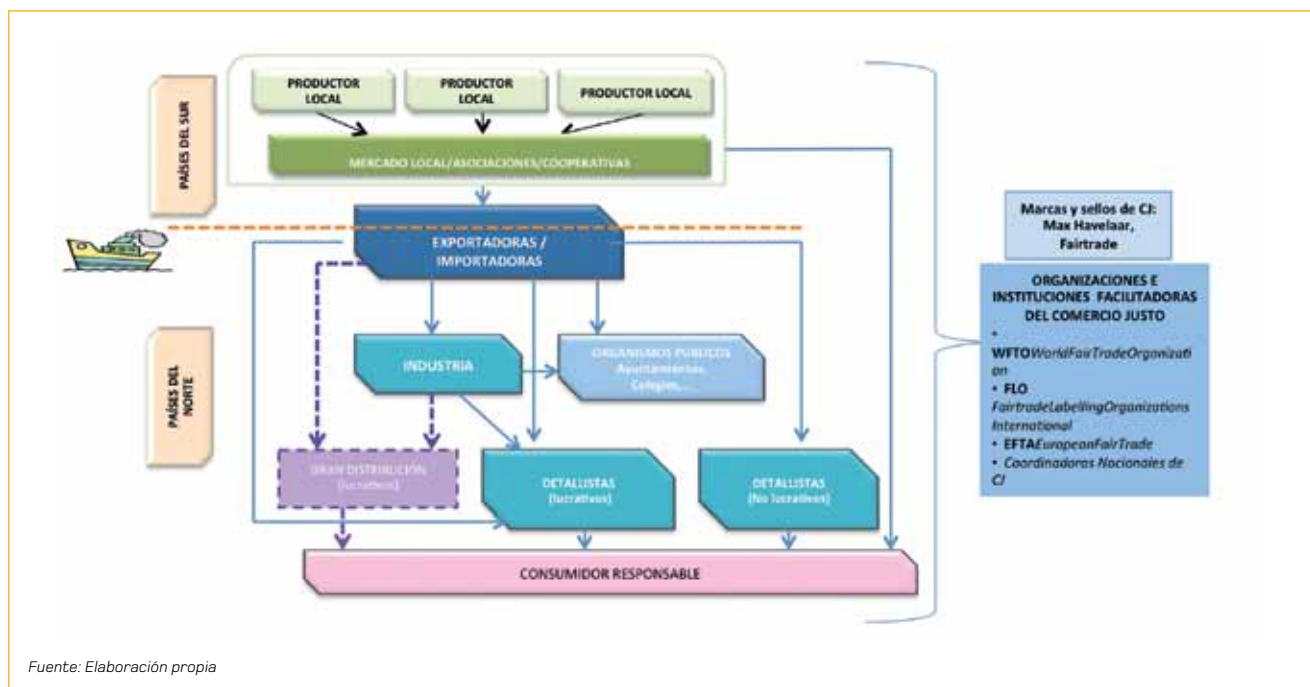 PAÍSES DEL SUR
PRODUCTOR
LOCAL
PRODUCTOR
LOCAL
PRODUCTOR LOCAL
MERCADO LOCAL/ASOCIACIONES/COOPERATIVAS
EXPORTADORAS /
IMPORTADORAS
PAÍSES DEL
NORTE
INDUSTRIA
ORGANISMOS PÚBLICOS
Ayuntamientos,
Colegios,...
GRAN DISTRIBUCIÓN
(lucrativos)
DETALLISTAS
(lucrativos)
DETALLISTAS
(No lucrativos)
CONSUMIDOR RESPONSABLE
Marcas y sellos de CJ:
Max Havelaar,
Fairtrade
ORGANIZACIONES E
INSTITUCIONES FACILITADORAS
DEL COMERCIO JUSTO
•
WFTOWorldFairTradeOrganizati
on
• FLO
FairtradeLabellingOrganizations
International
• EFTAEuropeanFairTrade
• Coordinadoras Nacionales de
CJ
Fuente: Elaboración propia